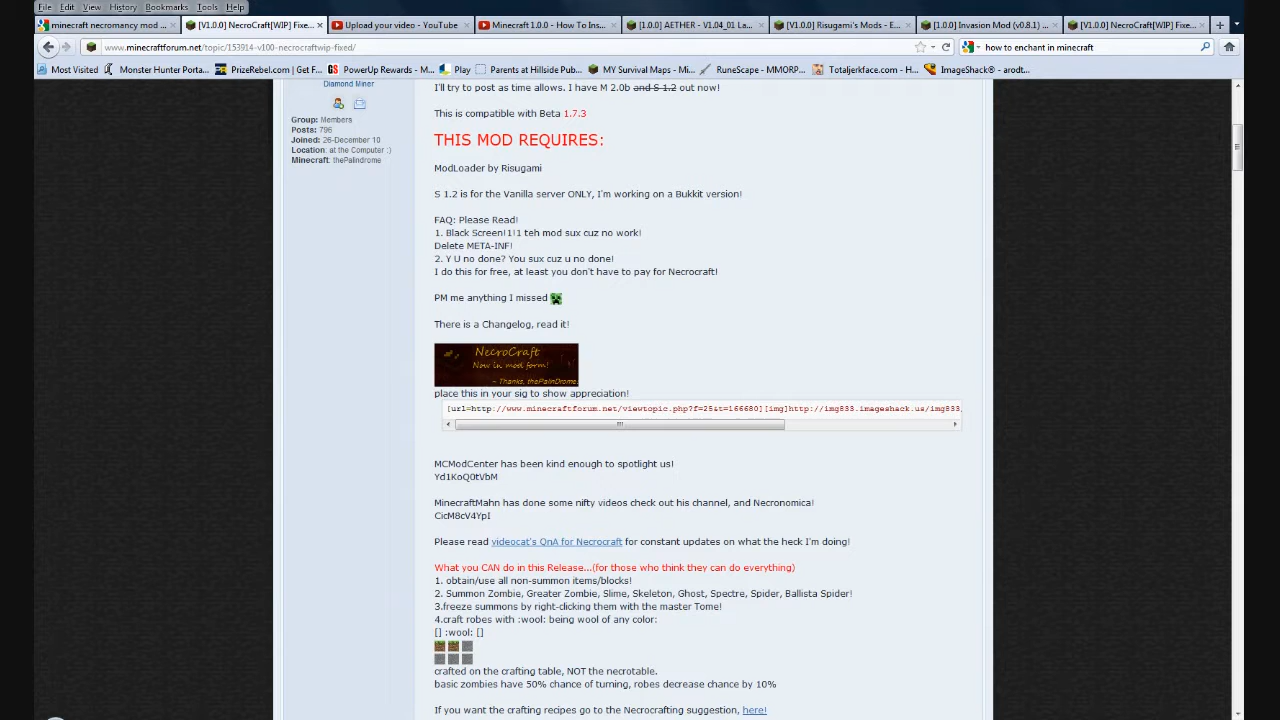 File Edit View History Bookmarks Tools Help
minecraft necromancy mod ... [V1.0.0] NecroCraft[WIP] Fixe... Upload your video - YouTube Minecraft 1.0.0 - How To Ins... [1.0.0] AETHER - V1.04_01 La... [V1.0.0] Risugami's Mods - E... [1.0.0] Invasion Mod (v0.8.1) ... [V1.0.0] NecroCraft[WIP] Fixe...
www.minecraftforum.net/topic/153914-v100-necrocraftwip-fixed/ how to enchant in minecraft
Most Visited Monster Hunter Porta... PrizeRebel.com | Get F... PowerUp Rewards - M... Play Parents at Hillside Pub... MY Survival Maps - Mi... RuneScape - MMORP... Totaljerkface.com - H... ImageShack® - arodt...
Diamond Miner
Group: Members
Posts: 796
Joined: 26-December 10
Location: at the Computer :)
Minecraft: thePalindrome
I'll try to post as time allows. I have M 2.0b and S 1.2 out now!
This is compatible with Beta 1.7.3
THIS MOD REQUIRES:
ModLoader by Risugami
S 1.2 is for the Vanilla server ONLY, I'm working on a Bukkit version!
FAQ: Please Read!
1. Black Screen!1!1 teh mod sux cuz no work!
Delete META-INF!
2. Y U no done? You sux cuz u no done!
I do this for free, at least you don't have to pay for Necrocraft!
PM me anything I missed
There is a Changelog, read it!
NecroCraft
Now in mod form!
~ Thanks, thePalnDrome.
place this in your sig to show appreciation!
[url=http://www.minecraftforum.net/viewtopic.php?f=25&t=166680][img]http://img833.imageshack.us/img833,
MCModCenter has been kind enough to spotlight us!
Yd1KoQ0tVbM
MinecraftMahn has done some nifty videos check out his channel, and Necronomica!
CicM8cV4YpI
Please read videocat's QnA for Necrocraft for constant updates on what the heck I'm doing!
What you CAN do in this Release...(for those who think they can do everything)
1. obtain/use all non-summon items/blocks!
2. Summon Zombie, Greater Zombie, Slime, Skeleton, Ghost, Spectre, Spider, Ballista Spider!
3.freeze summons by right-clicking them with the master Tome!
4.craft robes with :wool: being wool of any color:
[] :wool: []
crafted on the crafting table, NOT the necrotable.
basic zombies have 50% chance of turning, robes decrease chance by 10%
If you want the crafting recipes go to the Necrocrafting suggestion, here!